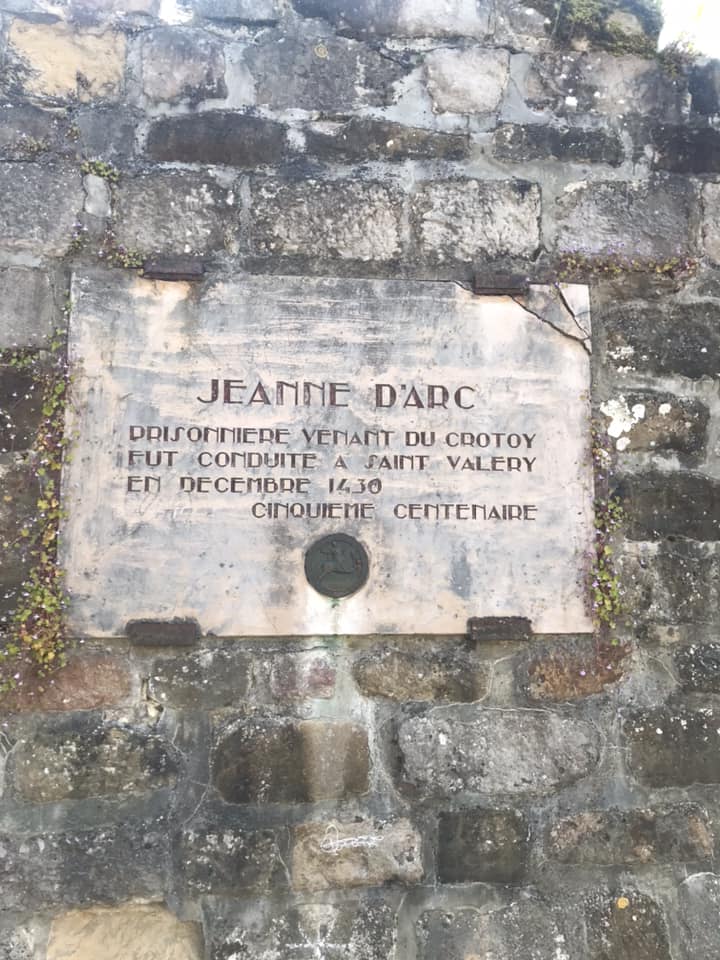 JEANNE D'ARC
PRISONNIERE VENANT DU CROTOY
FUT CONDUITE A SAINT VALERY
EN DECEMBRE 1430
CINQUIEME CENTENAIRE